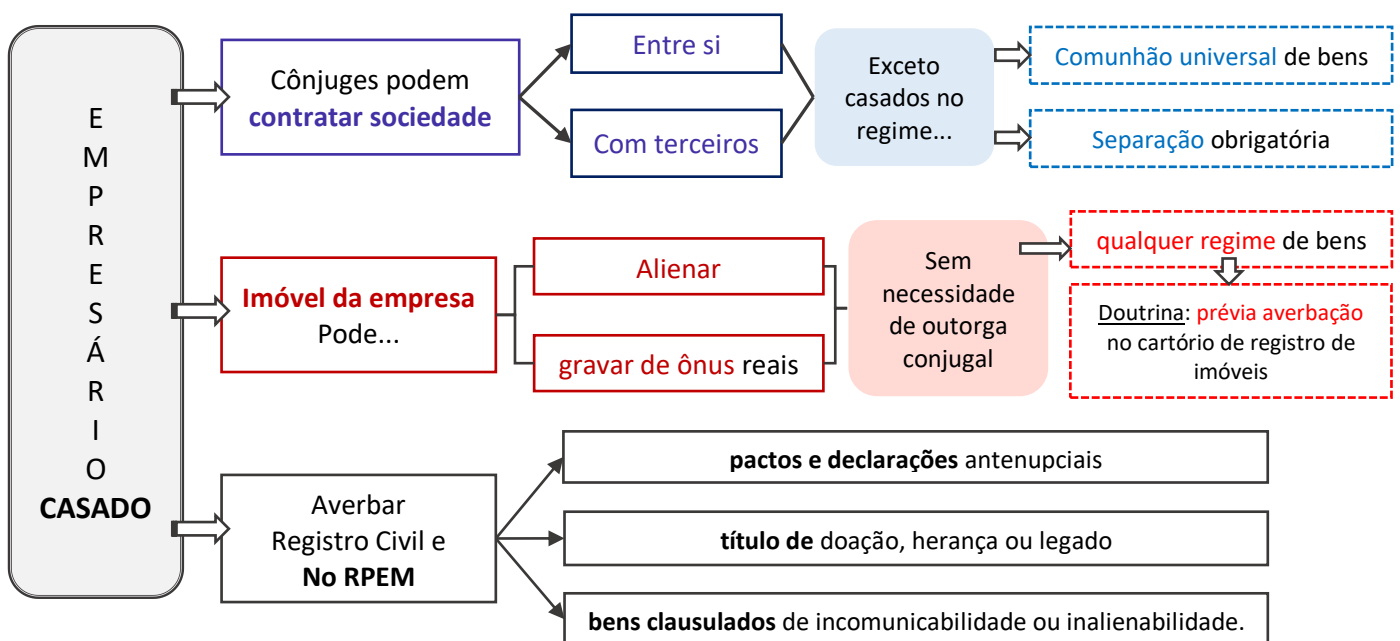 E
M
P
R
E
S
Á
R
I
O
CASADO
Cônjuges podem
contratar sociedade
Entre si
Com terceiros
Exceto
casados no
regime...
Comunhão universal de bens
Separação obrigatória
Imóvel da empresa
Pode...
Alienar
gravar de ônus reais
Sem
necessidade
de outorga
conjugal
qualquer regime de bens
Doutrina: prévia averbação
no cartório de registro de
imóveis
Averbar
Registro Civil e
No RPEM
pactos e declarações antenupciais
título de doação, herança ou legado
bens clausulados de incomunicabilidade ou inalienabilidade.